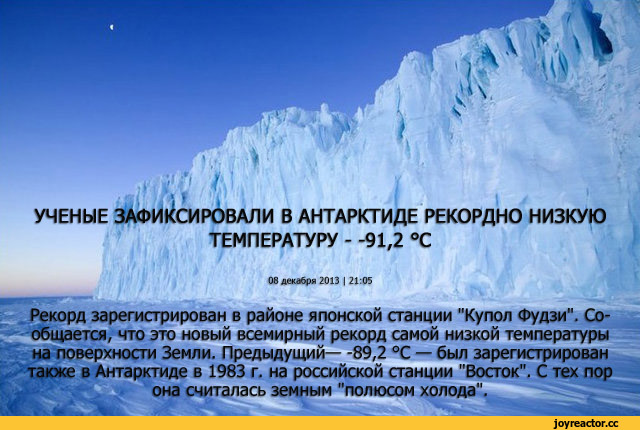 УЧЕНЫЕ ЗАФИКСИРОВАЛИ В АНТАРКТИДЕ РЕКОРДНО НИЗКУЮ
ТЕМПЕРАТУРУ - -91,2 °C
08 декабря 2013 | 21:05
Рекорд зарегистрирован в районе японской станции "Купол Фудзи". Со-
общается, что это новый всемирный рекорд самой низкой температуры
на поверхности Земли. Предыдущий— -89,2 °C — был зарегистрирован
также в Антарктиде в 1983 г. на российской станции "Восток". С тех пор
она считалась земным "полюсом холода".
joyreactor.cc